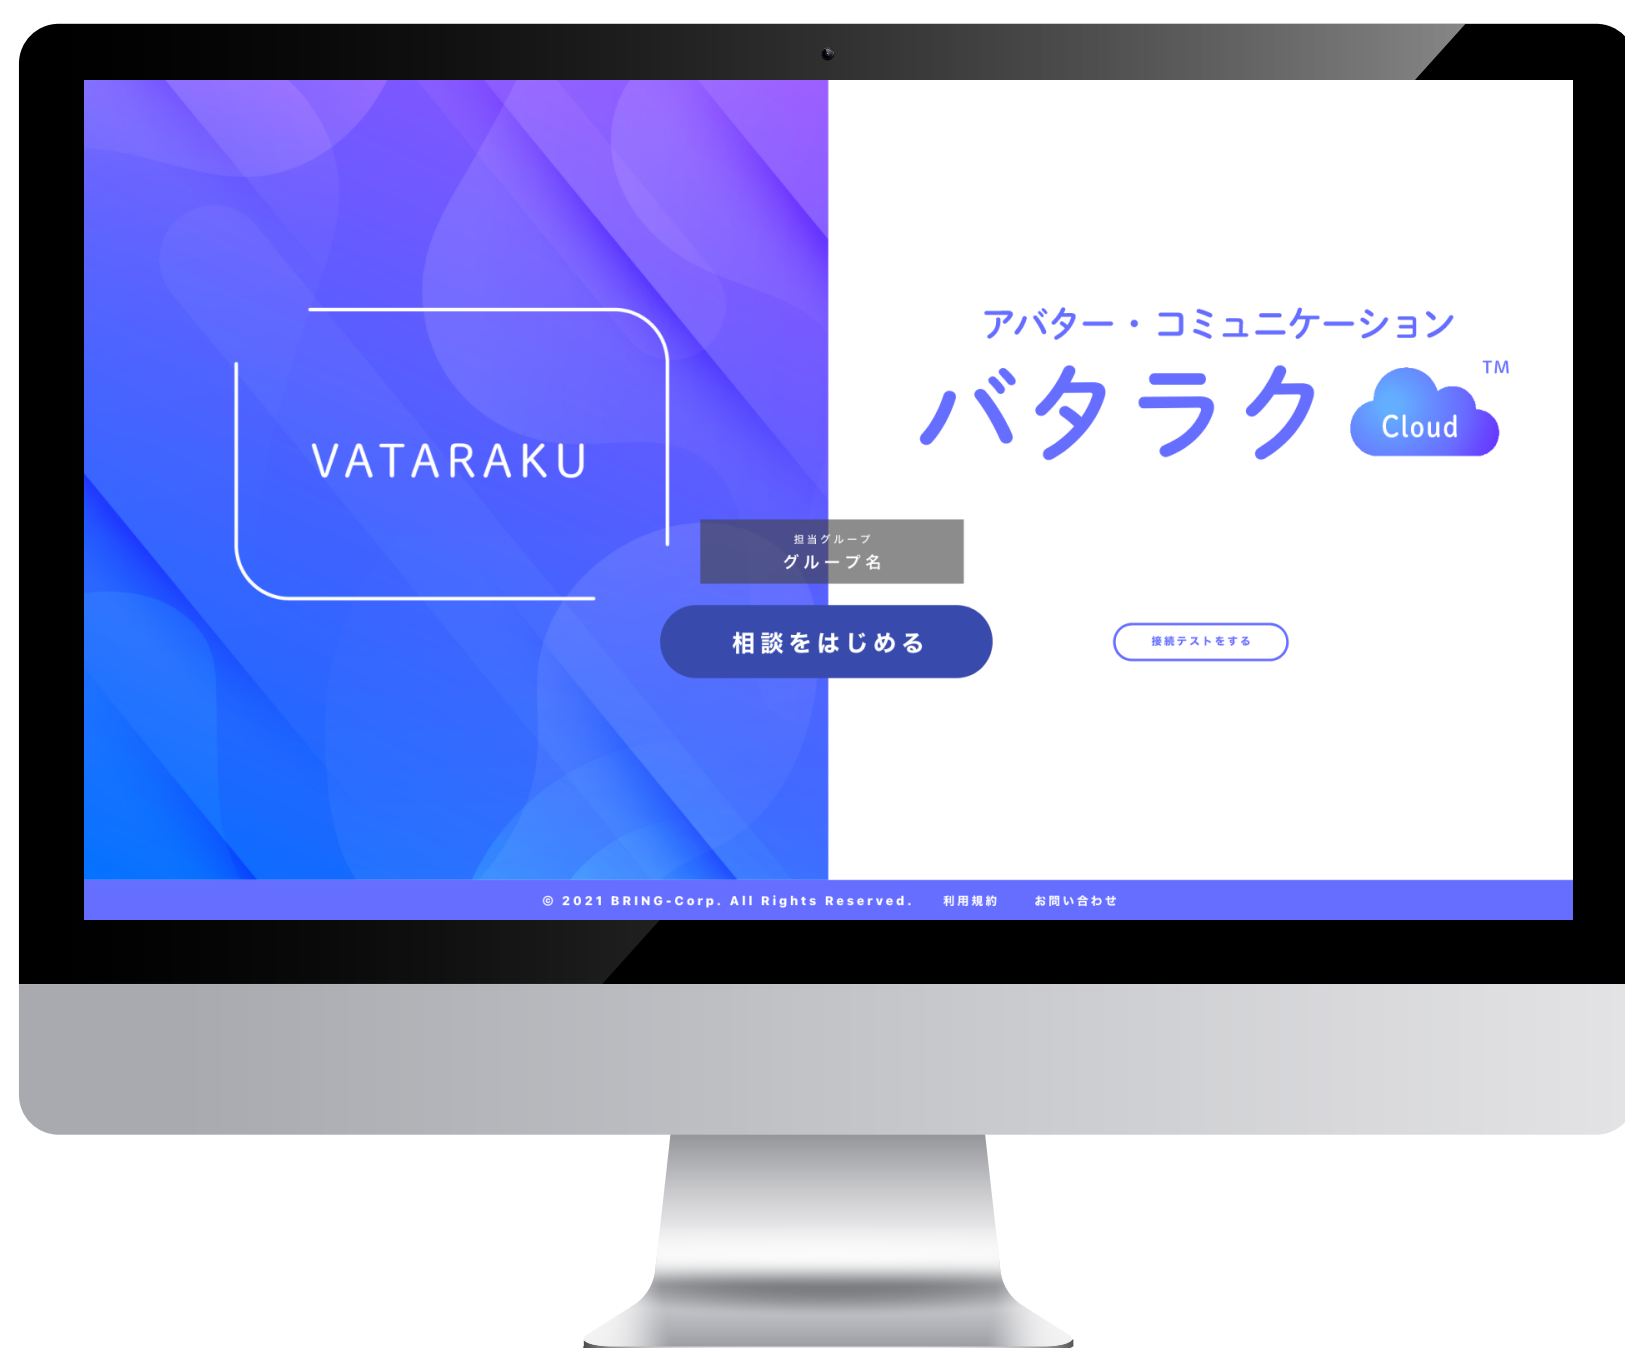 VATARAKU
アバター・コミュニケーション
バタラク Cloud TM
担当グループ
グループ名
相談をはじめる
接続テストをする
© 2021 BRING-Corp. All Rights Reserved. 利用規約 お問い合わせ